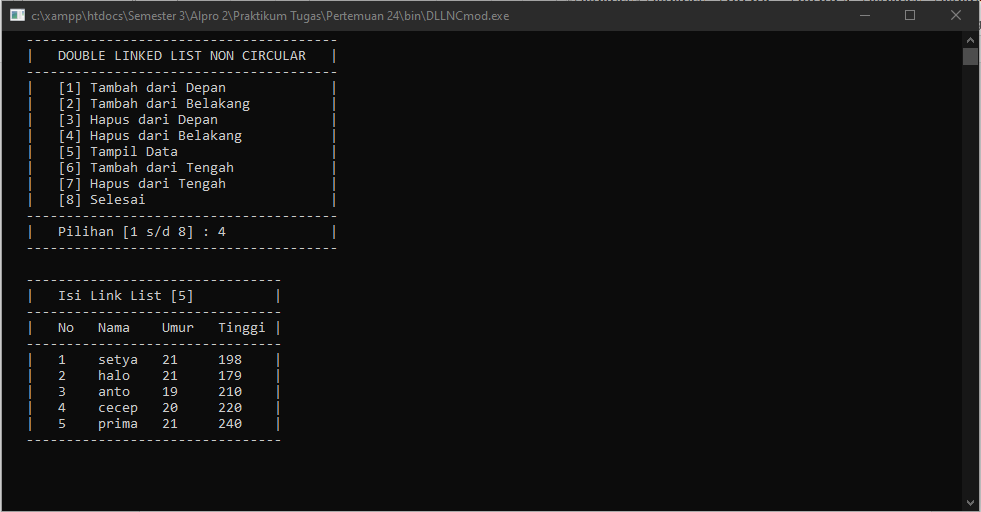 c:\xampp\htdocs\Semester 3\Alpro 2\Praktikum Tugas\Pertemuan 24\bin\DLLNCmod.exe
---------------------------------------
|   DOUBLE LINKED LIST NON CIRCULAR   |
---------------------------------------
|   [1] Tambah dari Depan             |
|   [2] Tambah dari Belakang          |
|   [3] Hapus dari Depan              |
|   [4] Hapus dari Belakang           |
|   [5] Tampil Data                   |
|   [6] Tambah dari Tengah            |
|   [7] Hapus dari Tengah             |
|   [8] Selesai                       |
---------------------------------------
|   Pilihan [1 s/d 8] : 4             |
---------------------------------------
--------------------------------
|   Isi Link List [5]          |
--------------------------------
|   No   Nama    Umur   Tinggi |
--------------------------------
|   1    setya   21     198    |
|   2    halo    21     179    |
|   3    anto    19     210    |
|   4    cecep   20     220    |
|   5    prima   21     240    |
--------------------------------